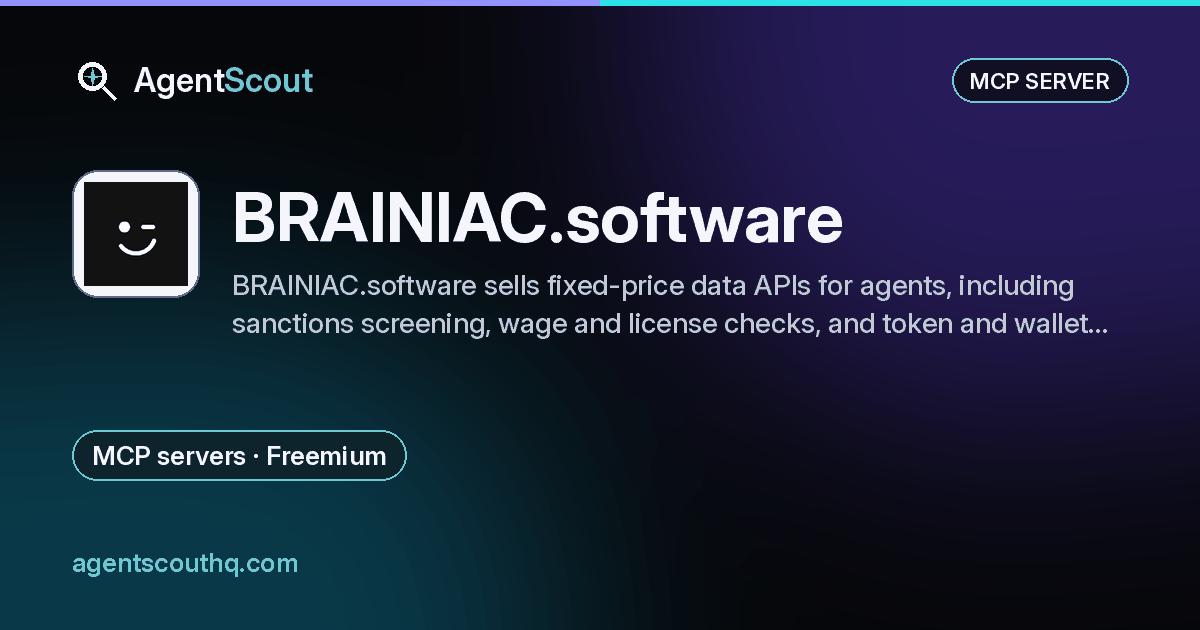 AgentScout
MCP SERVER
BRAINIAC.software
BRAINIAC.software sells fixed-price data APIs for agents, including
sanctions screening, wage and license checks, and token and wallet...
MCP servers · Freemium
agentscouthq.com